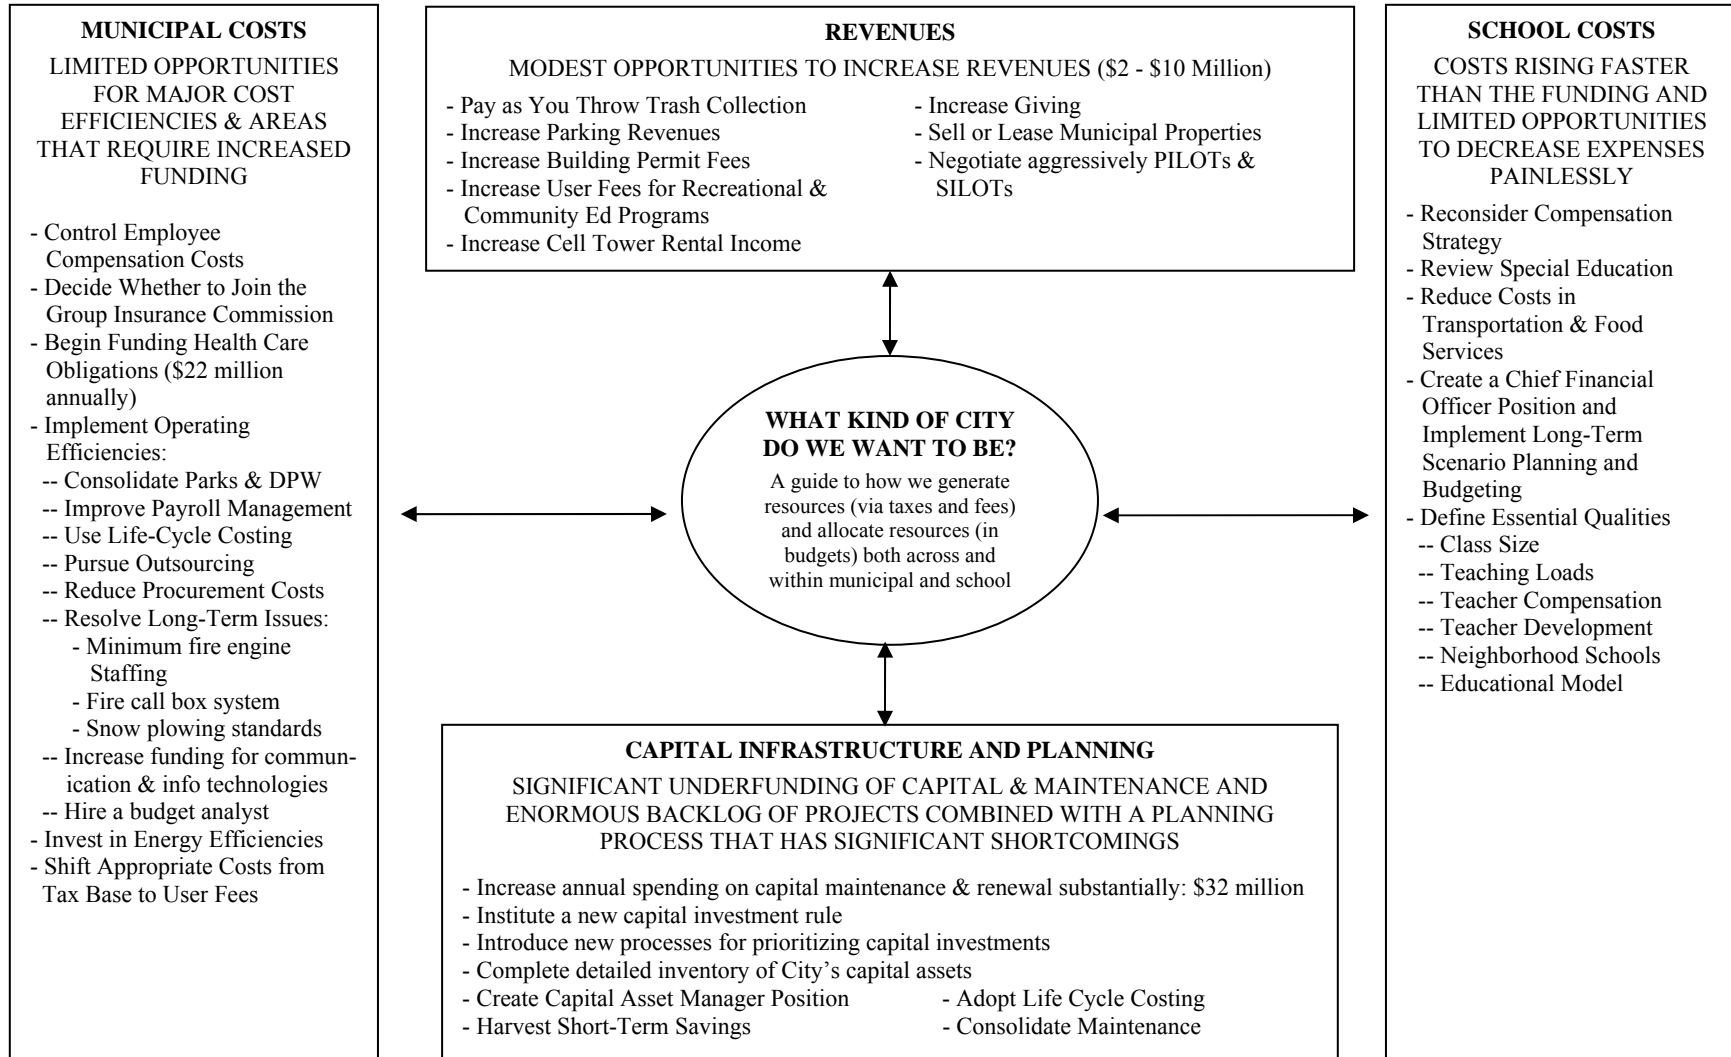 MUNICIPAL COSTS
LIMITED OPPORTUNITIES
FOR MAJOR COST
EFFICIENCIES & AREAS
THAT REQUIRE INCREASED
FUNDING
- Control Employee
Compensation Costs
- Decide Whether to Join the
Group Insurance Commission
- Begin Funding Health Care
Obligations ($22 million
annually)
- Implement Operating
Efficiencies:
-- Consolidate Parks & DPW
-- Improve Payroll Management
-- Use Life-Cycle Costing
-- Pursue Outsourcing
-- Reduce Procurement Costs
-- Resolve Long-Term Issues:
- Minimum fire engine
Staffing
- Fire call box system
- Snow plowing standards
-- Increase funding for commun-
ication & info technologies
-- Hire a budget analyst
- Invest in Energy Efficiencies
- Shift Appropriate Costs from
Tax Base to User Fees
REVENUES
MODEST OPPORTUNITIES TO INCREASE REVENUES ($2 - $10 Million)
- Pay as You Throw Trash Collection
- Increase Parking Revenues
- Increase Building Permit Fees
- Increase User Fees for Recreational &
Community Ed Programs
- Increase Cell Tower Rental Income
- Increase Giving
- Sell or Lease Municipal Properties
- Negotiate aggressively PILOTs &
SILOTs
WHAT KIND OF CITY
DO WE WANT TO BE?
A guide to how we generate
resources (via taxes and fees)
and allocate resources (in
budgets) both across and
within municipal and school
CAPITAL INFRASTRUCTURE AND PLANNING
SIGNIFICANT UNDERFUNDING OF CAPITAL & MAINTENANCE AND
ENORMOUS BACKLOG OF PROJECTS COMBINED WITH A PLANNING
PROCESS THAT HAS SIGNIFICANT SHORTCOMINGS
- Increase annual spending on capital maintenance & renewal substantially: $32 million
- Institute a new capital investment rule
- Introduce new processes for prioritizing capital investments
- Complete detailed inventory of City's capital assets
- Create Capital Asset Manager Position
- Harvest Short-Term Savings
- Adopt Life Cycle Costing
- Consolidate Maintenance
SCHOOL COSTS
COSTS RISING FASTER
THAN THE FUNDING AND
LIMITED OPPORTUNITIES
TO DECREASE EXPENSES
PAINLESSLY
- Reconsider Compensation
Strategy
- Review Special Education
- Reduce Costs in
Transportation & Food
Services
- Create a Chief Financial
Officer Position and
Implement Long-Term
Scenario Planning and
Budgeting
- Define Essential Qualities
-- Class Size
-- Teaching Loads
-- Teacher Compensation
-- Teacher Development
-- Neighborhood Schools
-- Educational Model